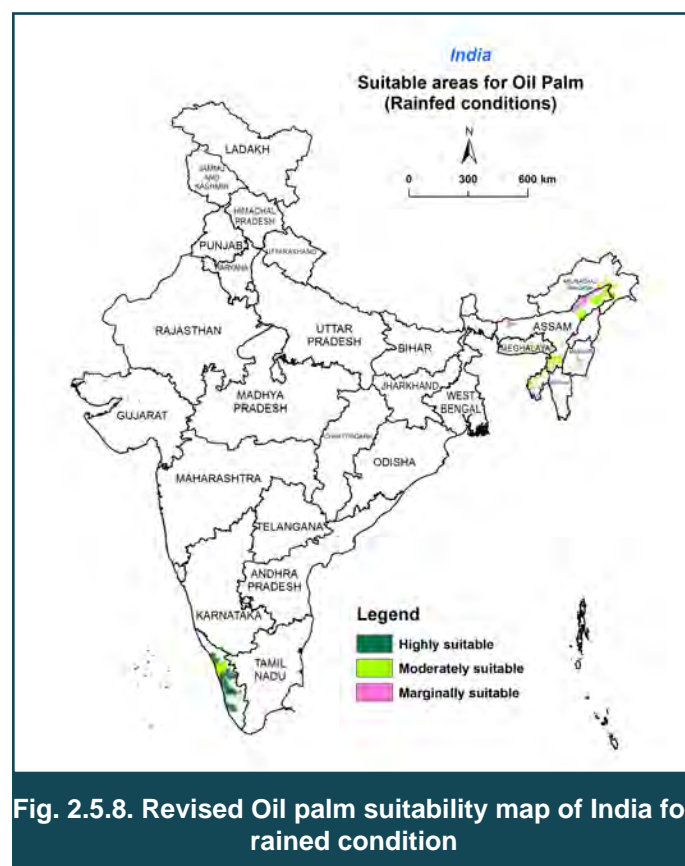 India
Suitable areas for Oil Palm
(Rainfed conditions)
N
0 300 600 km
LADAKH
JAMMU
AND
KASHMIR
HIMACHAL
PRADESH
PUNJAB
UTTARAKHAND
HARYANA
ARUNACHAL
PRADESH
RAJASTHAN
UTTAR
PRADESH
BIHAR
ASSAM
MEGHALAYA
JHARKHAND
WEST
BENGAL
GUJARAT
MADHYA
PRADESH
CHHATTISGARH
ODISHA
MAHARASHTRA
TELANGANA
ANDHRA
PRADESH
KARNATAKA
TAMIL
NADU
Legend
Highly suitable
Moderately suitable
Marginally suitable
Fig. 2.5.8. Revised Oil palm suitability map of India fo
rained condition